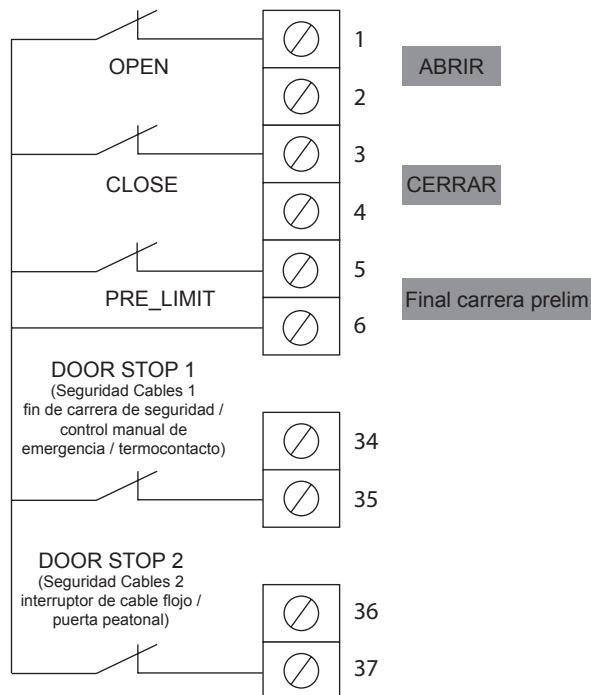 1
OPEN
ABRIR
2
3
CLOSE
CERRAR
4
5
PRE_LIMIT
Final carrera prelim
6
DOOR STOP 1
(Seguridad Cables 1
fin de carrera de seguridad /
control manual de
emergencia / termocontacto)
34
35
DOOR STOP 2
(Seguridad Cables 2
interruptor de cable flojo /
puerta peatonal)
36
37